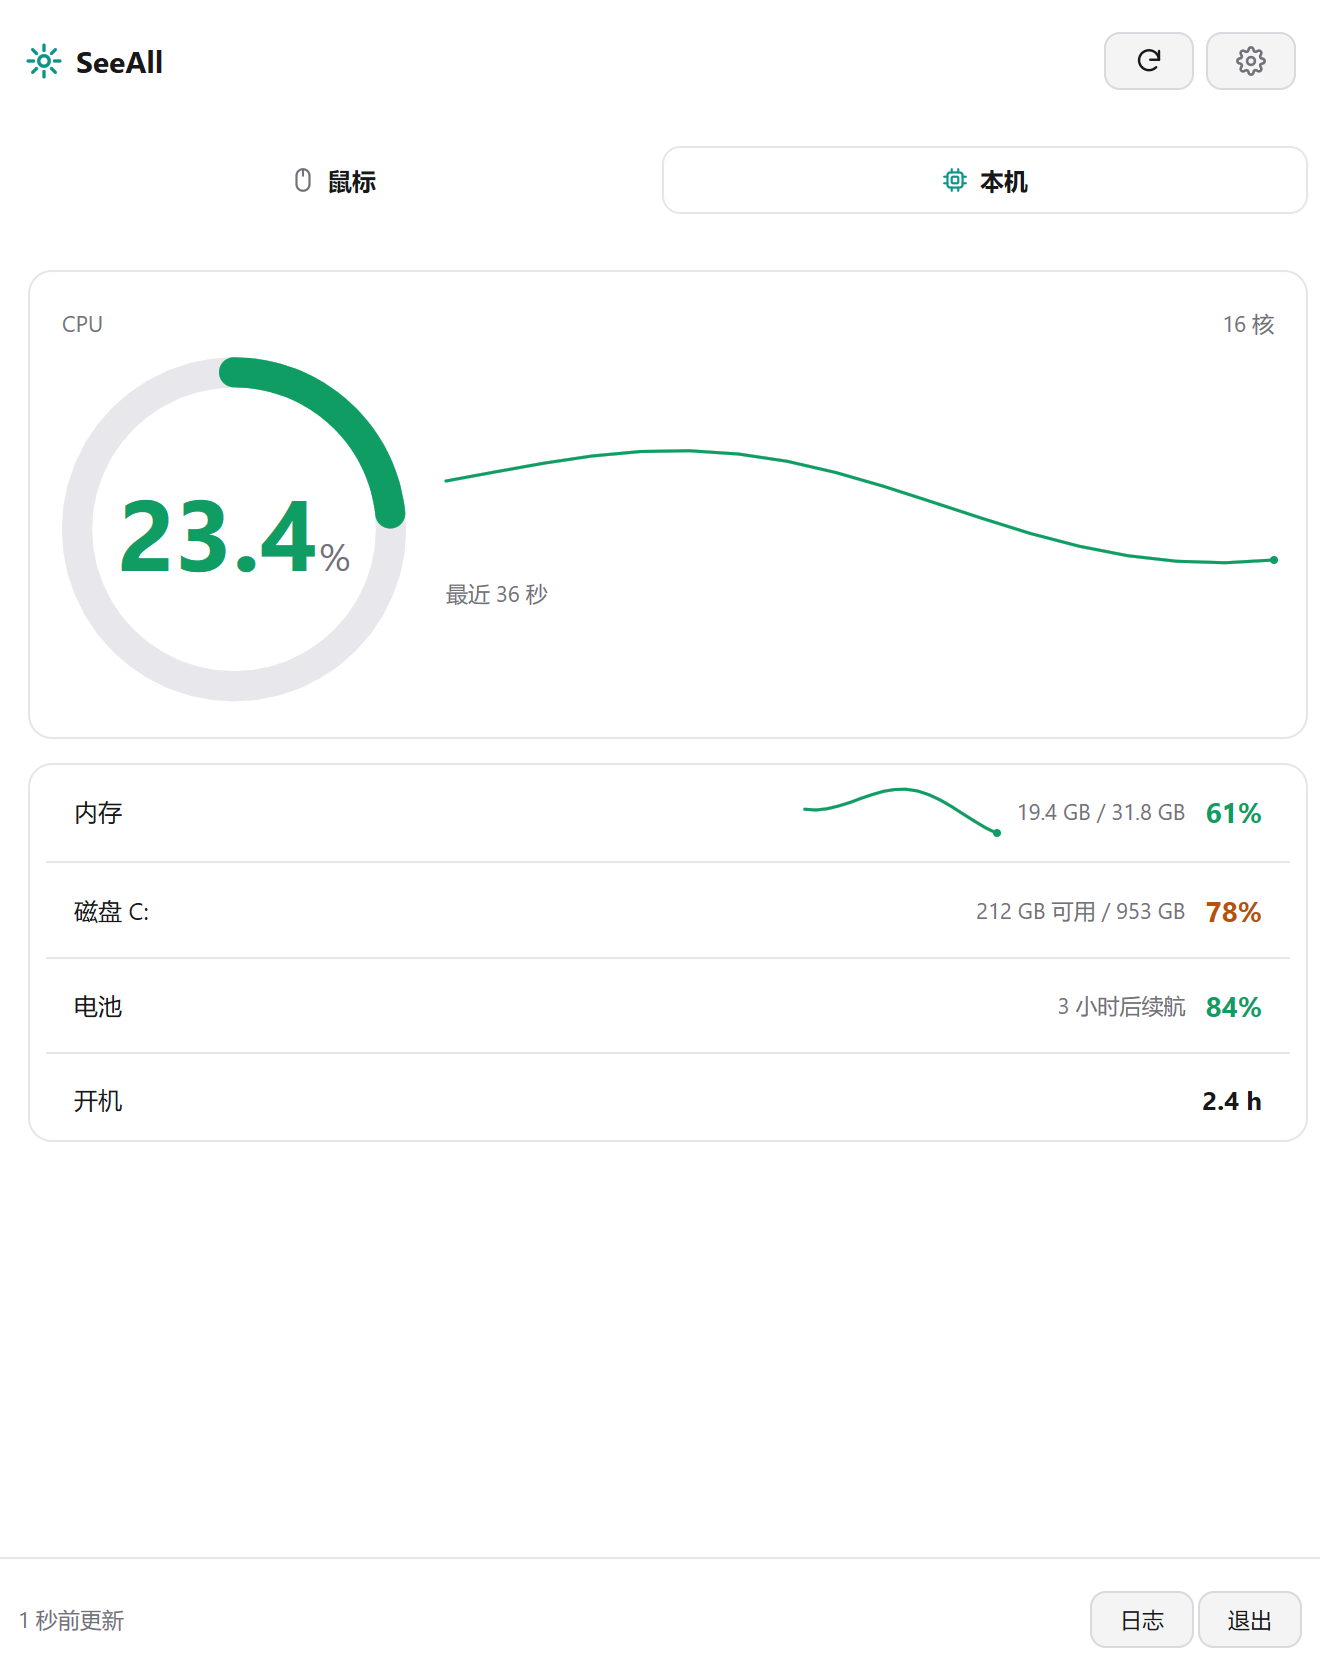 SeeAll
鼠标 本机
CPU 16 核
23.4%
最近 36 秒
内存 19.4 GB / 31.8 GB 61%
磁盘 C: 212 GB 可用 / 953 GB 78%
电池 3 小时后续航 84%
开机 2.4 h
1 秒前更新 日志 退出